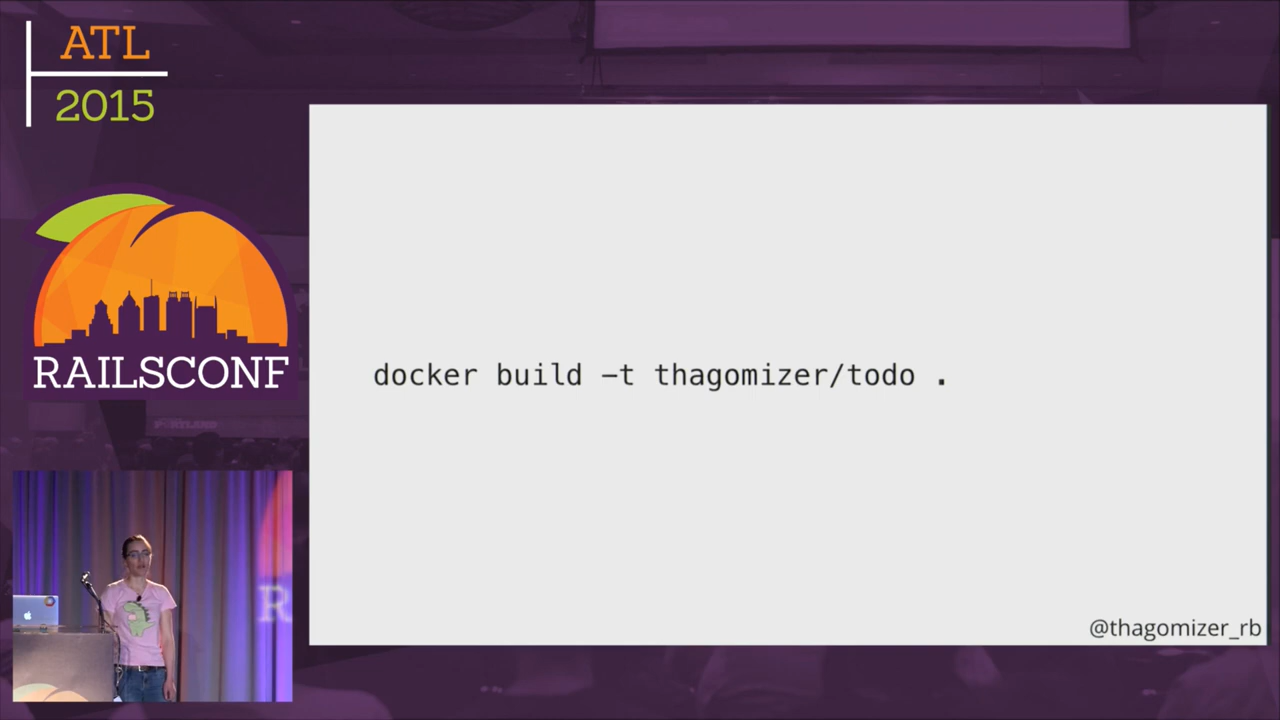 ATL
2015
RAILSCONF
docker build -t thagomizer/todo .
@thagomizer_rb
R